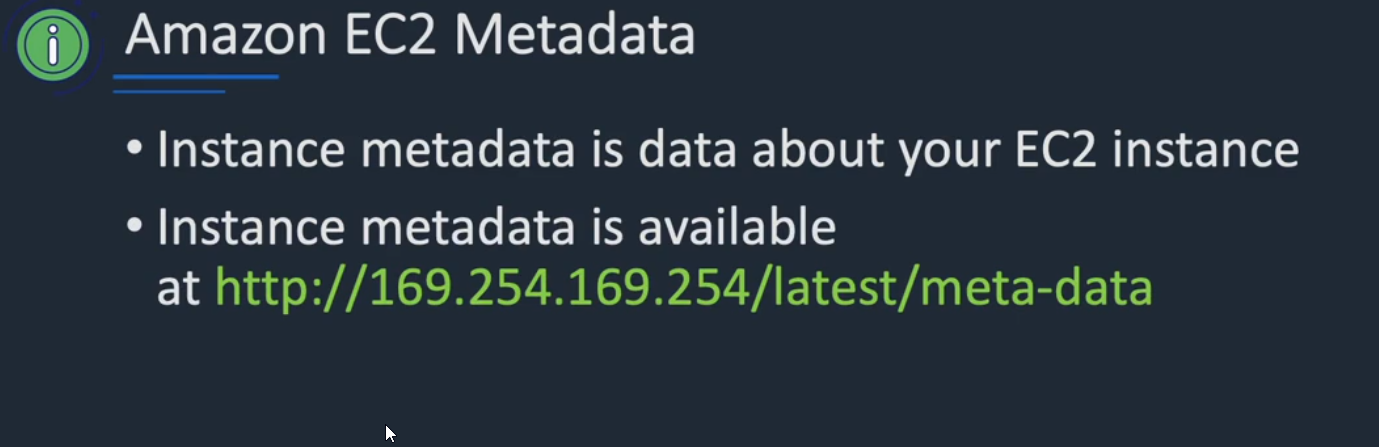 Amazon EC2 Metadata
• Instance metadata is data about your EC2 instance
• Instance metadata is available
at http://169.254.169.254/latest/meta-data